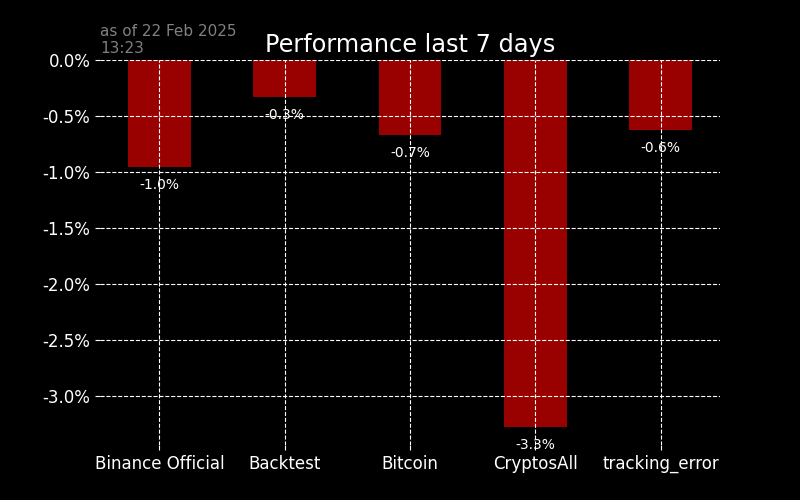 as of 22 Feb 2025
13:23
Performance last 7 days
0.0%
-0.5%
-1.0%
-1.5%
-2.0%
-2.5%
-3.0%
-1.0%
-0.3%
-0.7%
-3.3%
-0.6%
Binance Official
Backtest
Bitcoin
CryptosAll
tracking_error